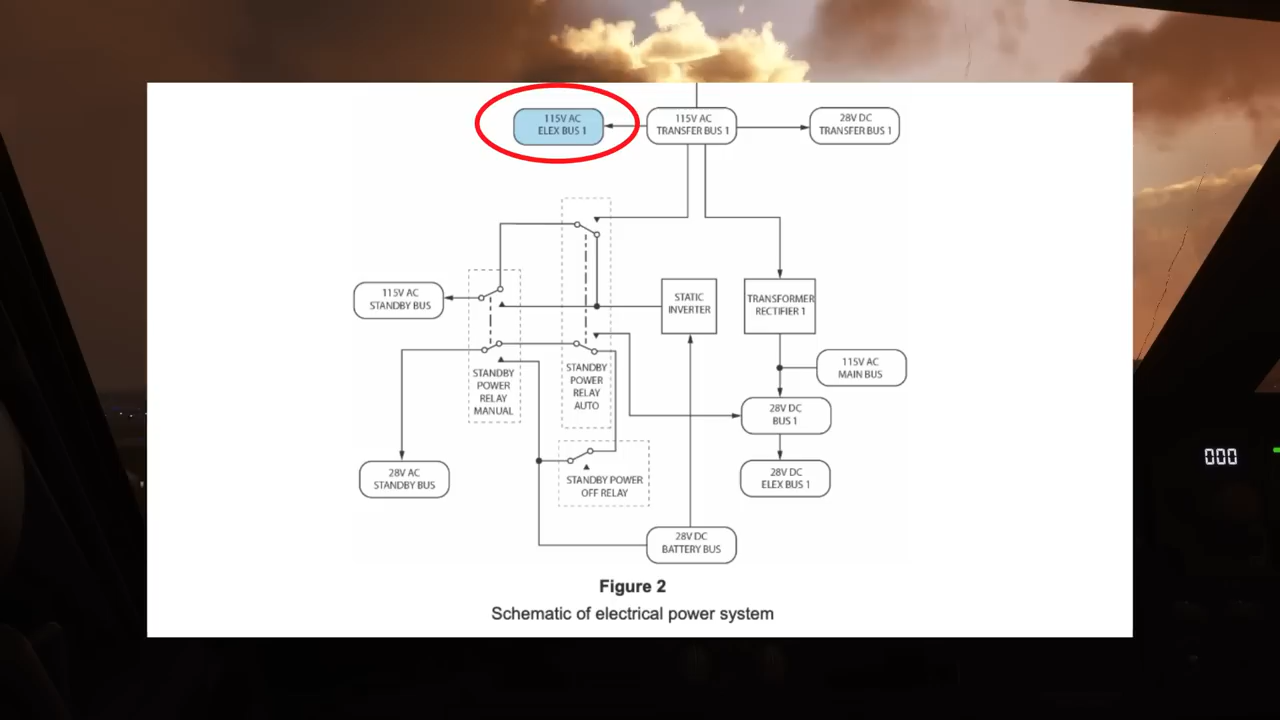 115V AC
ELEX BUS 1
115V AC
TRANSFER BUS 1
28V DC
TRANSFER BUS 1
115V AC
STANDBY BUS
STATIC
INVERTER
TRANSFORMER
RECTIFIER 1
STANDBY
POWER
RELAY
MANUAL
STANDBY
POWER
RELAY
AUTO
115V AC
MAIN BUS
28V DC
BUS 1
28V AC
STANDBY BUS
STANDBY POWER
OFF RELAY
28V DC
ELEX BUS 1
28V DC
BATTERY BUS
000
Figure 2
Schematic of electrical power system